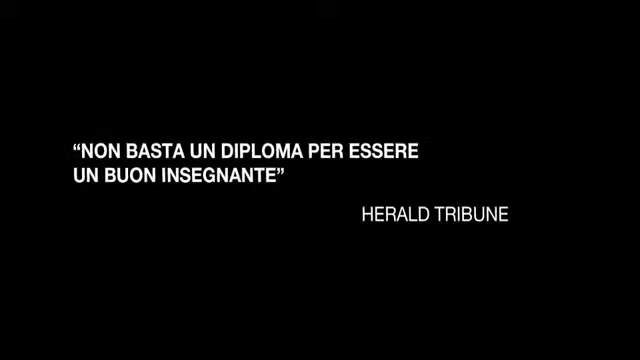 “NON BASTA UN DIPLOMA PER ESSERE
UN BUON INSEGNANTE”
HERALD TRIBUNE